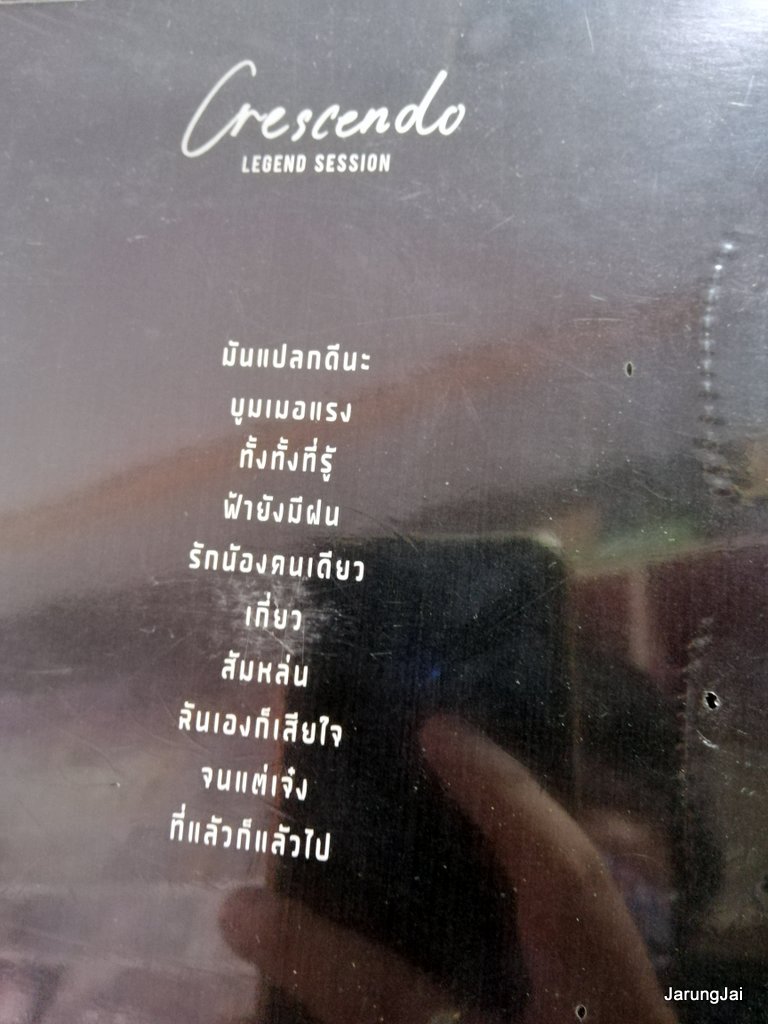 Crescendo
LEGEND SESSION
มันแปลกดีนะ
บูมเมอแรง
ทั้งทั้งที่รู้
ฟ้ายังมีฝน
รักน้องคนเดียว
เกี่ยว
ส้มหล่น
ฉันเองก็เสียใจ
จนแต่เจ๋ง
ที่แล้วก็แล้วไป
JarungJai